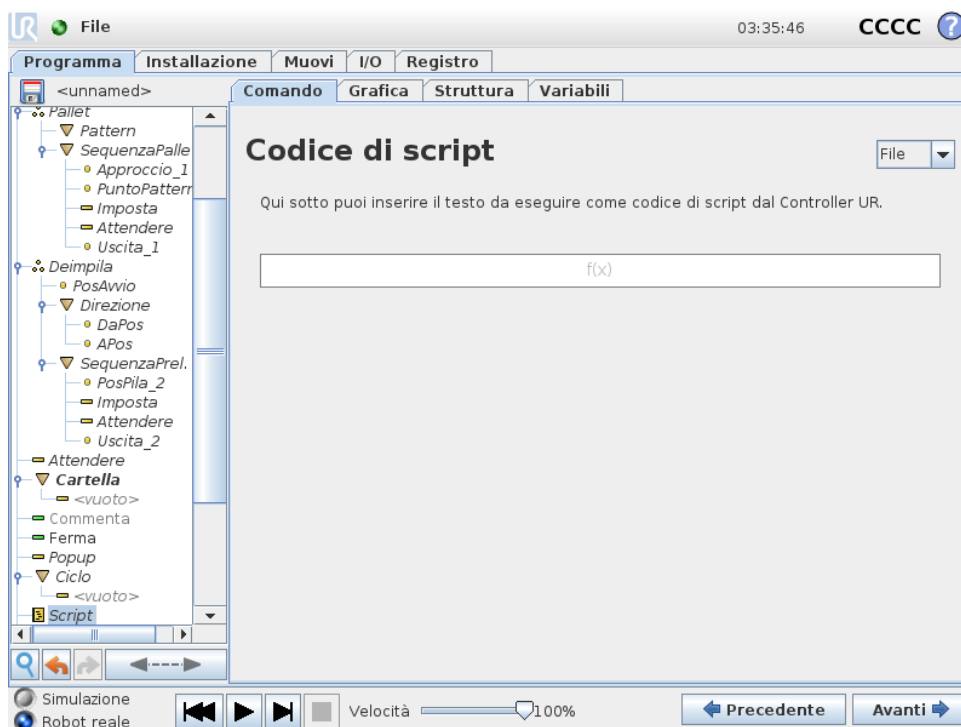 UR File 03:35:46 CCCC ?
Programma Installazione Muovi I/O Registro
<unnamed> Comando Grafica Struttura Variabili
Pallet
Pattern
SequenzaPalle
Approccio_1
PuntoPattern
Imposta
Attendere
Uscita_1
Deimpila
PosAvvio
Direzione
DaPos
APos
SequenzaPrel.
PosPila_2
Imposta
Attendere
Uscita_2
Attendere
Cartella
<vuoto>
Commenta
Ferma
Popup
Ciclo
<vuoto>
Script
Codice di script
File
Qui sotto puoi inserire il testo da eseguire come codice di script dal Controller UR.
f(x)
Simulazione
Robot reale
Velocità 100% Precedente Avanti